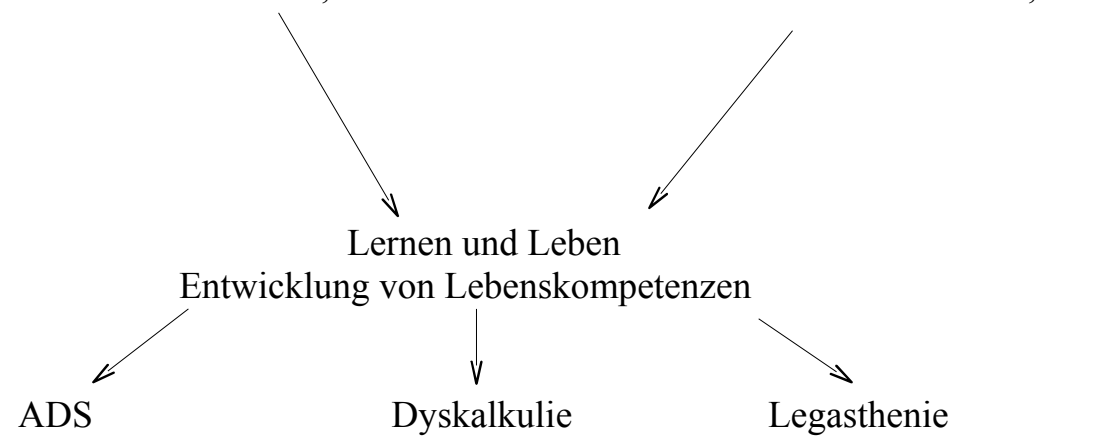 Lernen und Leben
Entwicklung von Lebenskompetenzen
ADS Dyskalkulie Legasthenie